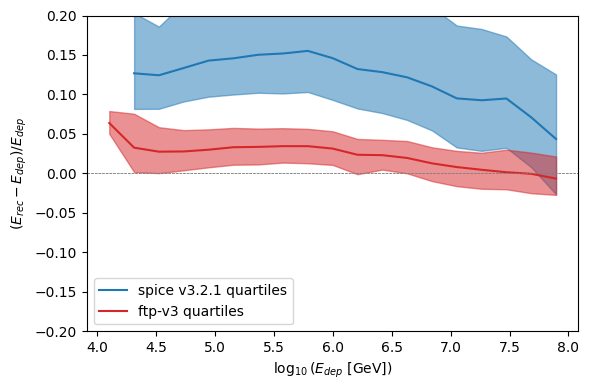 (E_rec − E_dep)/E_dep
0.20
0.15
0.10
0.05
0.00
−0.05
−0.10
−0.15
−0.20
spice v3.2.1 quartiles
ftp-v3 quartiles
4.0 4.5 5.0 5.5 6.0 6.5 7.0 7.5 8.0
log₁₀(E_dep [GeV])